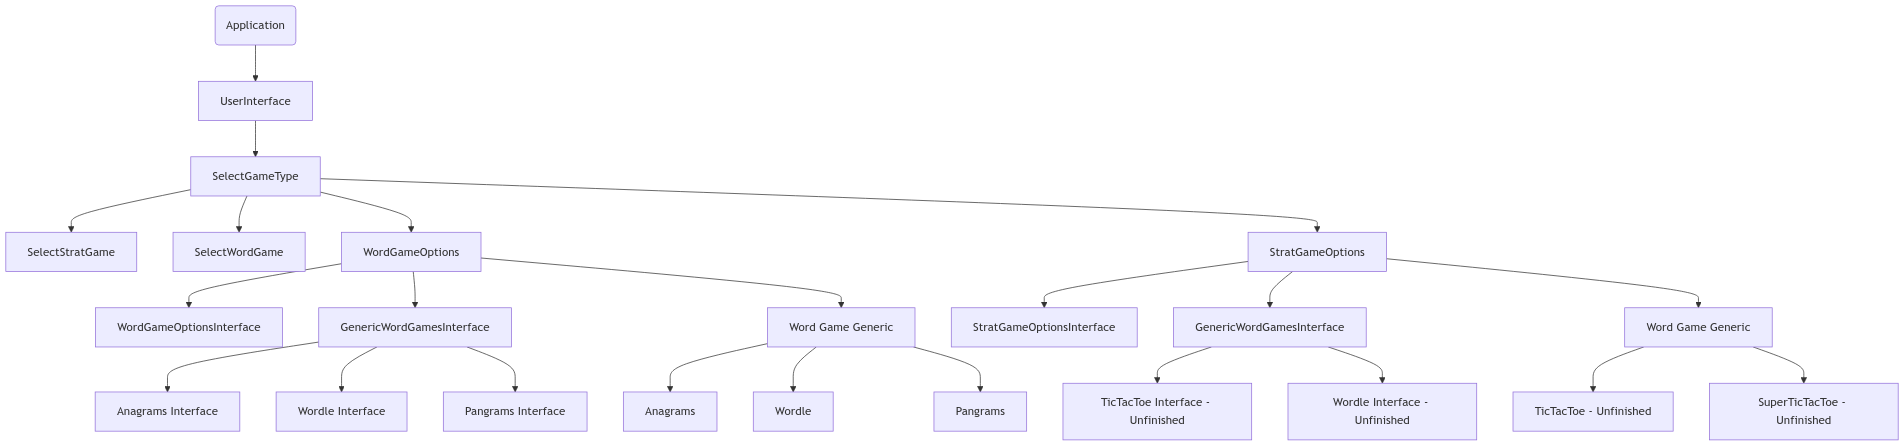 Application
UserInterface
SelectGameType
SelectStratGame
SelectWordGame
WordGameOptions
StratGameOptions
WordGameOptionsInterface
GenericWordGamesInterface
Word Game Generic
StratGameOptionsInterface
GenericWordGamesInterface
Word Game Generic
Anagrams Interface
Wordle Interface
Pangrams Interface
Anagrams
Wordle
Pangrams
TicTacToe Interface -
Unfinished
Wordle Interface -
Unfinished
TicTacToe - Unfinished
SuperTicTacToe -
Unfinished